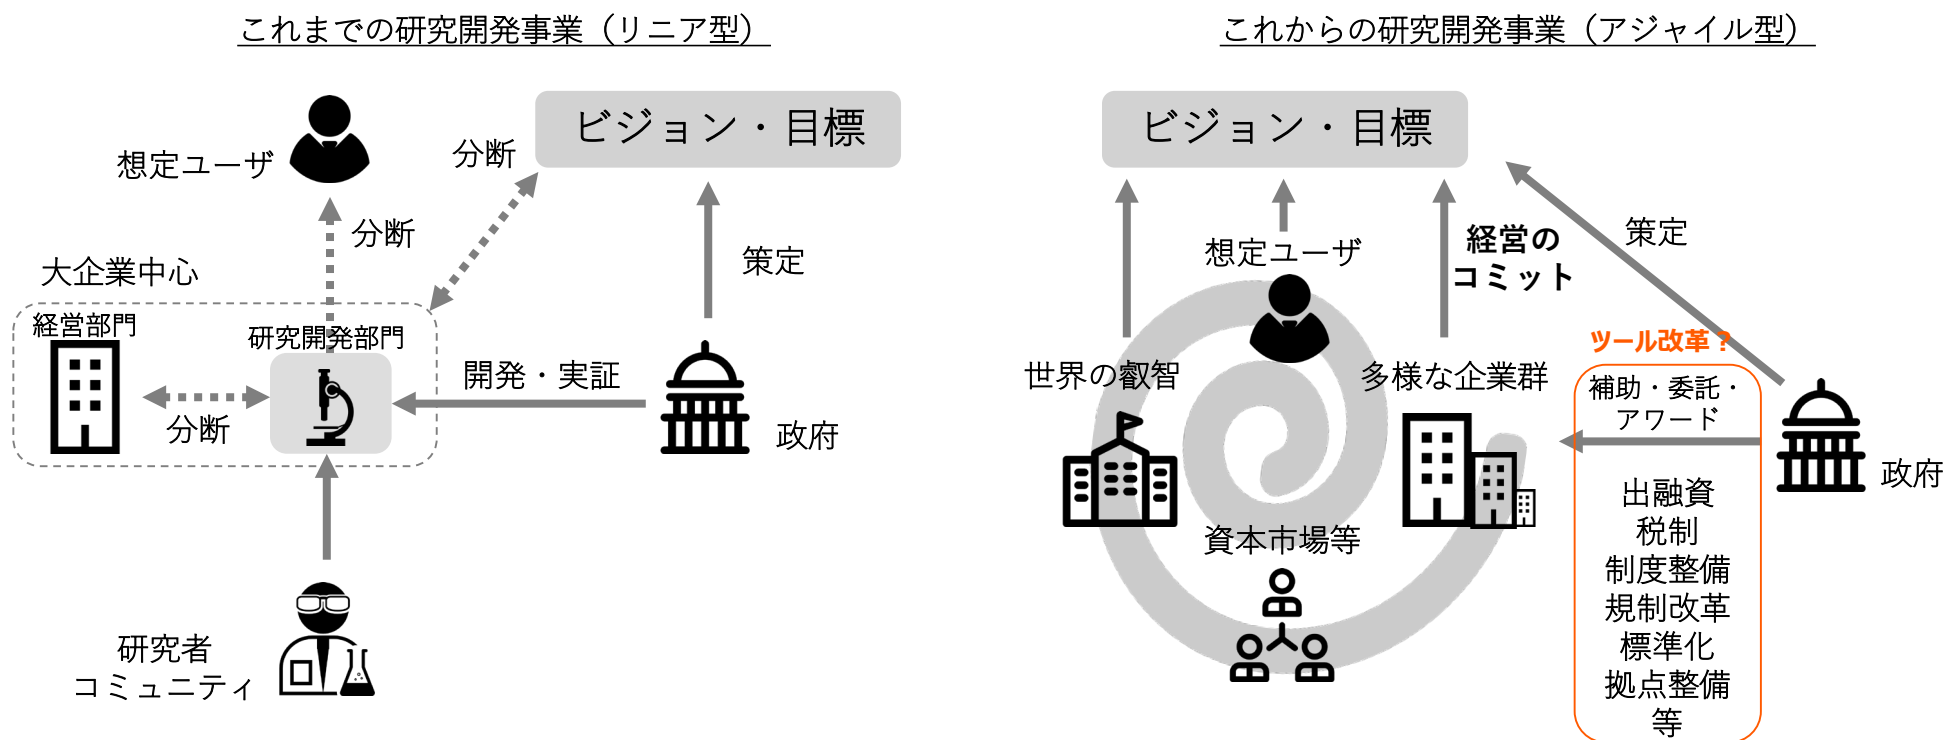 これまでの研究開発事業（リニア型）
ビジョン・目標
分断
想定ユーザ
分断
策定
大企業中心
経営部門
研究開発部門
開発・実証
分断
政府
研究者
コミュニティ
これからの研究開発事業（アジャイル型）
ビジョン・目標
策定
経営の
コミット
想定ユーザ
ツール改革？
世界の叡智
多様な企業群
補助・委託・
アワード
政府
出融資
税制
制度整備
規制改革
標準化
拠点整備
等
資本市場等